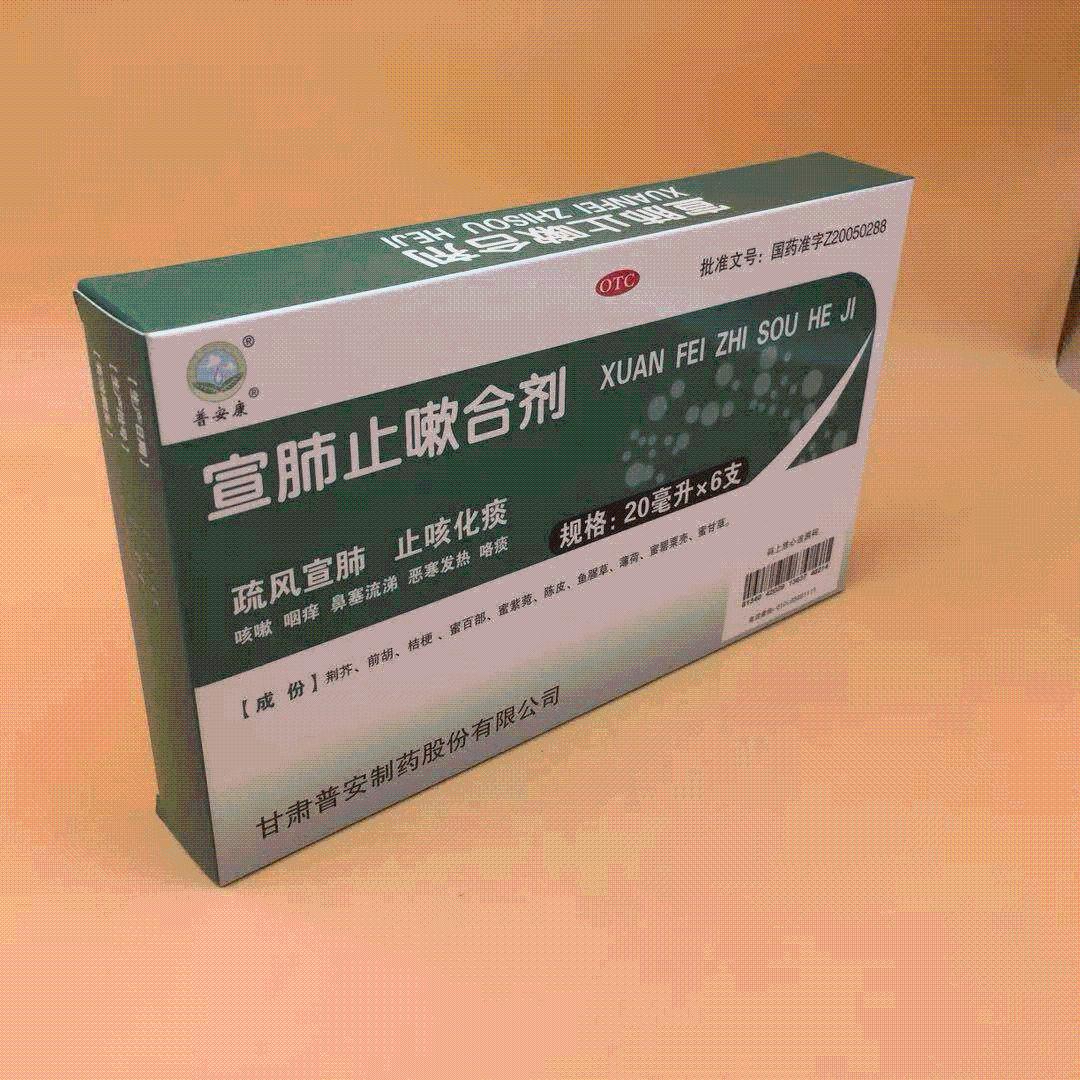 宣肺止嗽合剂
XUANFEI ZHISOU HEJI
OTC
批准文号：国药准字Z20050288
普安康
宣肺止嗽合剂
XUAN FEI ZHI SOU HE JI
疏风宣肺 止咳化痰
规格：20毫升×6支
咳嗽 咽痒 鼻塞流涕 恶寒发热 咯痰
【成 份】荆芥、前胡、桔梗、蜜百部、蜜紫菀、陈皮、鱼腥草、薄荷、蜜罂粟壳、蜜甘草。
甘肃普安制药股份有限公司